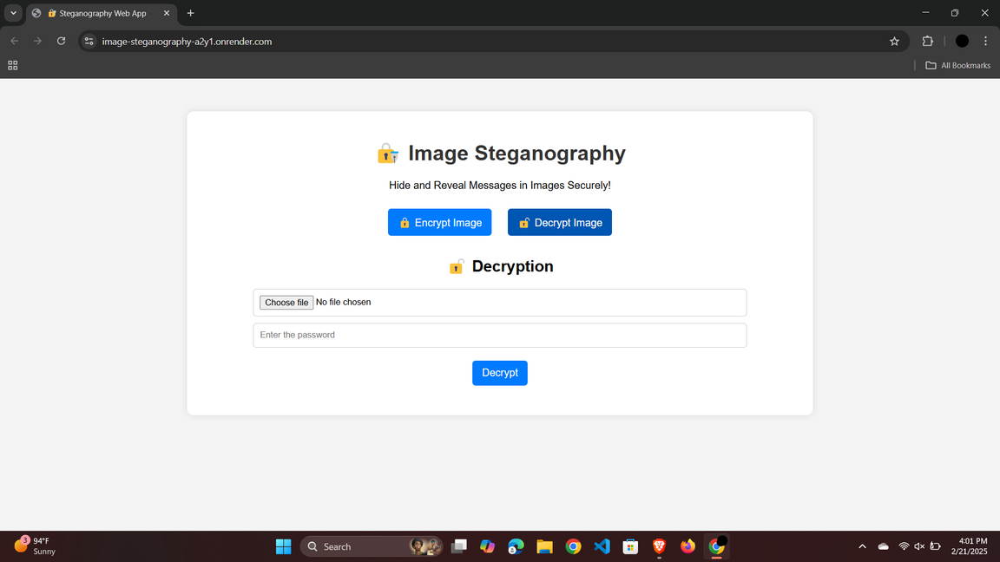 Steganography Web App
image-steganography-a2y1.onrender.com
All Bookmarks
Image Steganography
Hide and Reveal Messages in Images Securely!
Encrypt Image
Decrypt Image
Decryption
Choose file No file chosen
Enter the password
Decrypt
3
94°F
Sunny
Search
4:01 PM
2/21/2025